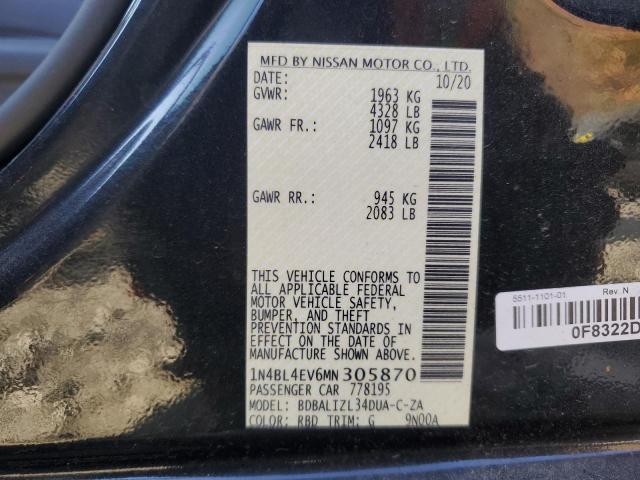 MFD BY NISSAN MOTOR CO., LTD.
DATE: 10/20
GVWR: 1963 KG
4328 LB
GAWR FR.: 1097 KG
2418 LB
GAWR RR.: 945 KG
2083 LB
THIS VEHICLE CONFORMS TO
ALL APPLICABLE FEDERAL
MOTOR VEHICLE SAFETY,
BUMPER, AND THEFT
PREVENTION STANDARDS IN
EFFECT ON THE DATE OF
MANUFACTURE SHOWN ABOVE.
1N4BL4EV6MN305870
PASSENGER CAR 778195
MODEL: BDBALIZL34DUA-C-ZA
COLOR: RBD TRIM: G 9N00A
5511-1101-01 Rev. N
0F8322D